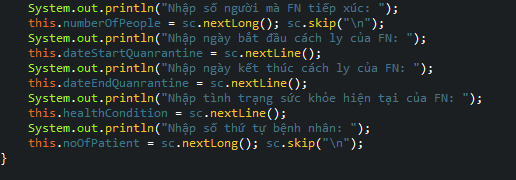 System.out.println("Nhập số người mà FN tiếp xúc: ");
this.numberOfPeople = sc.nextLong(); sc.skip("\n");
System.out.println("Nhập ngày bắt đầu cách ly của FN: ");
this.dateStartQuanrantine = sc.nextLine();
System.out.println("Nhập ngày kết thúc cách ly của FN: ");
this.dateEndQuanrantine = sc.nextLine();
System.out.println("Nhập tình trạng sức khỏe hiện tại của FN: ");
this.healthCondition = sc.nextLine();
System.out.println("Nhập số thứ tự bệnh nhân: ");
this.noOfPatient = sc.nextLong(); sc.skip("\n");
}